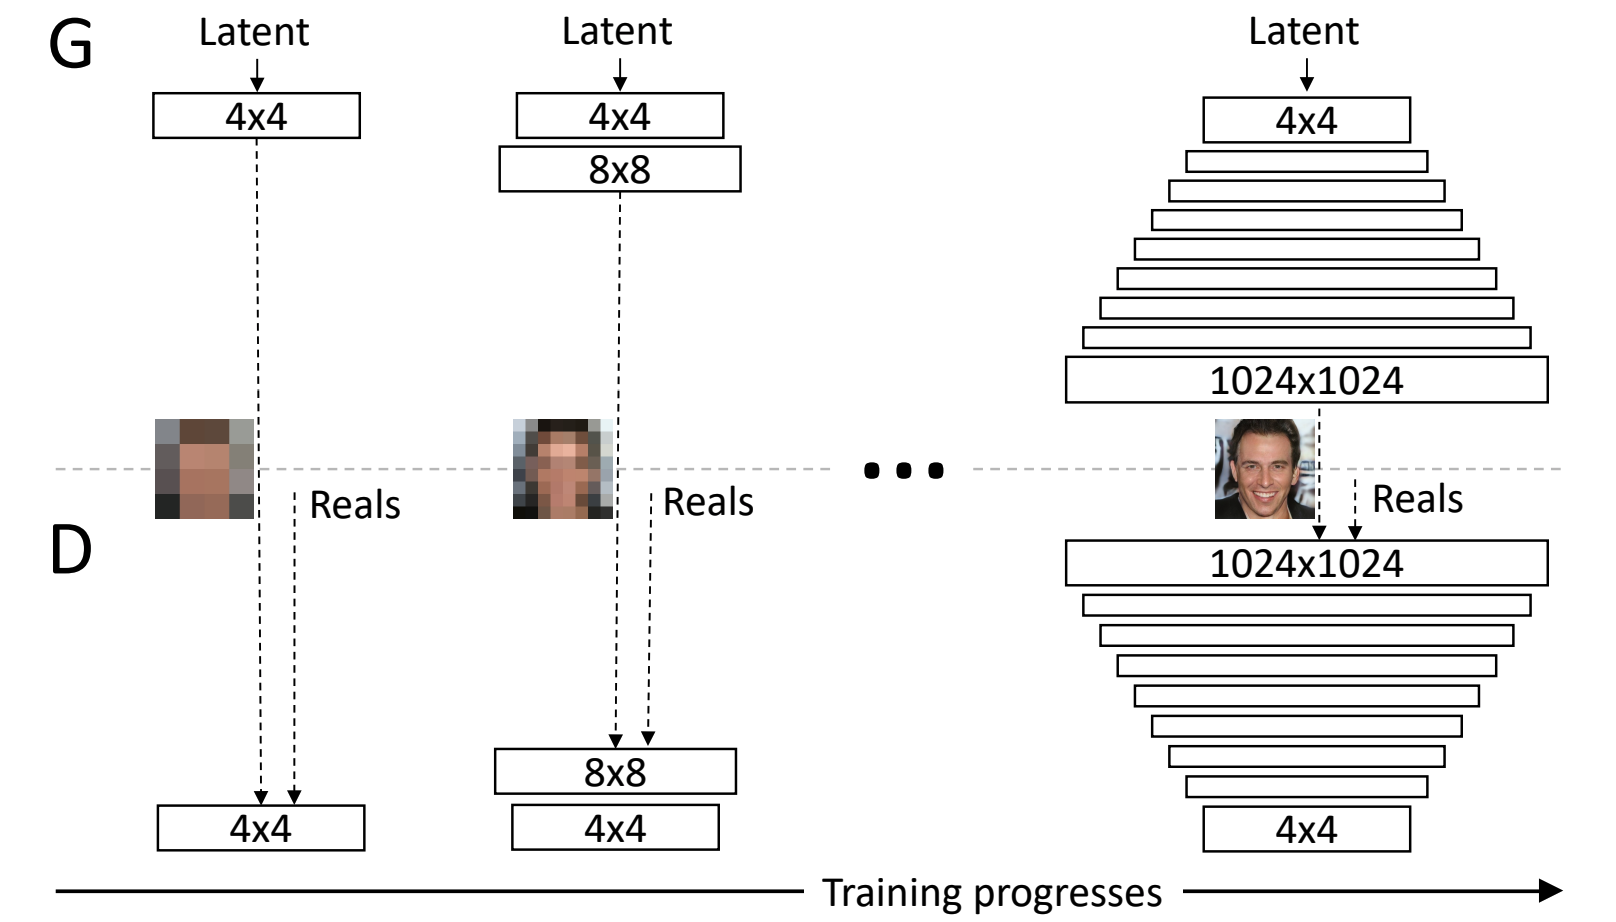 G
Latent
Latent
Latent
4x4
4x4
4x4
8x8
1024x1024
Reals
Reals
Reals
D
1024x1024
8x8
4x4
4x4
4x4
Training progresses